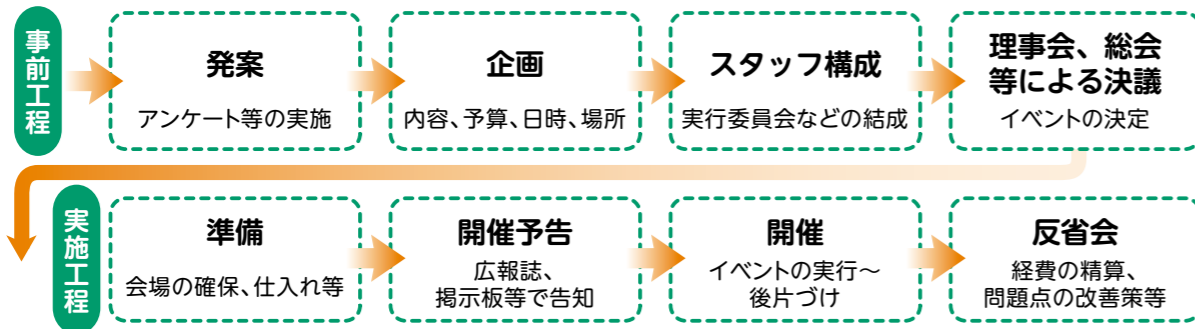 事前工程
発案
アンケート等の実施
企画
内容、予算、日時、場所
スタッフ構成
実行委員会などの結成
理事会、総会
等による決議
イベントの決定
実施工程
準備
会場の確保、仕入れ等
開催予告
広報誌、
掲示板等で告知
開催
イベントの実行～
後片づけ
反省会
経費の精算、
問題点の改善策等